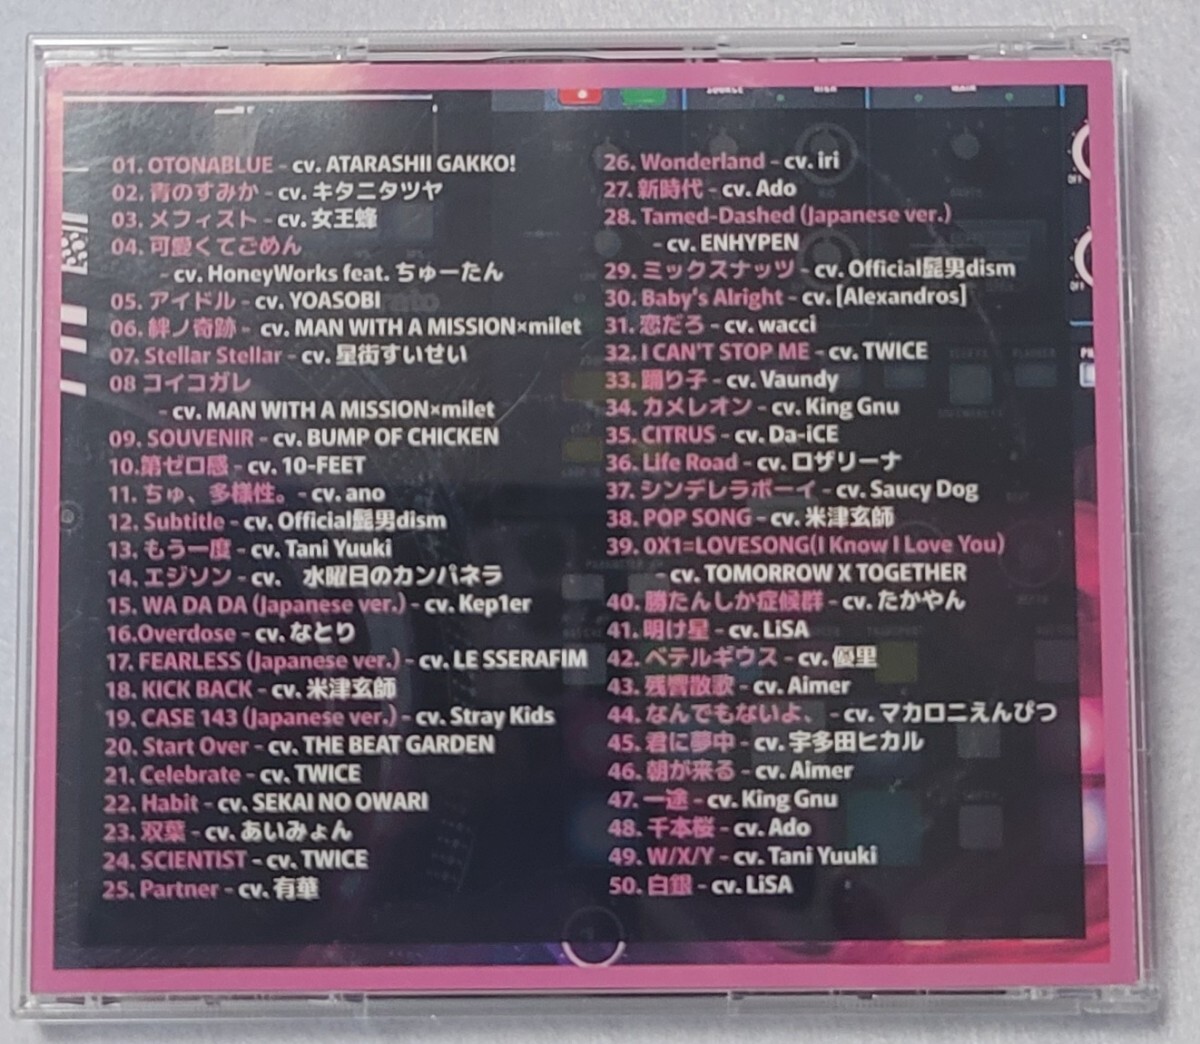 01. OTONABLUE - cv. ATARASHII GAKKO!
02. 青のすみか - cv. キタニタツヤ
03. メフィスト - cv. 女王蜂
04. 可愛くてごめん
- cv. HoneyWorks feat. ちゅーたん
05. アイドル - cv. YOASOBI
06. 絆ノ奇跡 - cv. MAN WITH A MISSION×milet
07. Stellar Stellar - cv. 星街すいせい
08 コイコガレ
- cv. MAN WITH A MISSION×milet
09. SOUVENIR - cv. BUMP OF CHICKEN
10.第ゼロ感 - cv. 10-FEET
11. ちゅ、多様性。 - cv. ano
12. Subtitle - cv. Official髭男dism
13. もう一度 - cv. Tani Yuuki
14. エジソン - cv. 水曜日のカンパネラ
15. WA DA DA (Japanese ver.) - cv. Kep1er
16.Overdose - cv. なとり
17. FEARLESS (Japanese ver.) - cv. LE SSERAFIM
18. KICK BACK - cv. 米津玄師
19. CASE 143 (Japanese ver.) - cv. Stray Kids
20. Start Over - cv. THE BEAT GARDEN
21. Celebrate - cv. TWICE
22. Habit - cv. SEKAI NO OWARI
23. 双葉 - cv. あいみょん
24. SCIENTIST - cv. TWICE
25. Partner - cv. 有華
26. Wonderland - cv. iri
27. 新時代 - cv. Ado
28. Tamed-Dashed (Japanese ver.)
- cv. ENHYPEN
29. ミックスナッツ - cv. Official髭男dism
30. Baby's Alright - cv. [Alexandros]
31. 恋だろ - cv. wacci
32. I CAN'T STOP ME - cv. TWICE
33. 踊り子 - cv. Vaundy
34. カメレオン - cv. King Gnu
35. CITRUS - cv. Da-iCE
36. Life Road - cv. ロザリーナ
37. シンデレラボーイ - cv. Saucy Dog
38. POP SONG - cv. 米津玄師
39. 0X1=LOVESONG(I Know I Love You)
- cv. TOMORROW X TOGETHER
40. 勝たんしか症候群 - cv. たかやん
41. 明け星 - cv. LiSA
42. ベテルギウス - cv. 優里
43. 残響散歌 - cv. Aimer
44. なんでもないよ、 - cv. マカロニえんぴつ
45. 君に夢中 - cv.宇多田ヒカル
46. 朝が来る - cv. Aimer
47. 一途 - cv. King Gnu
48. 千本桜 - cv. Ado
49. W/X/Y - cv. Tani Yuuki
50. 白銀 - cv. LiSA